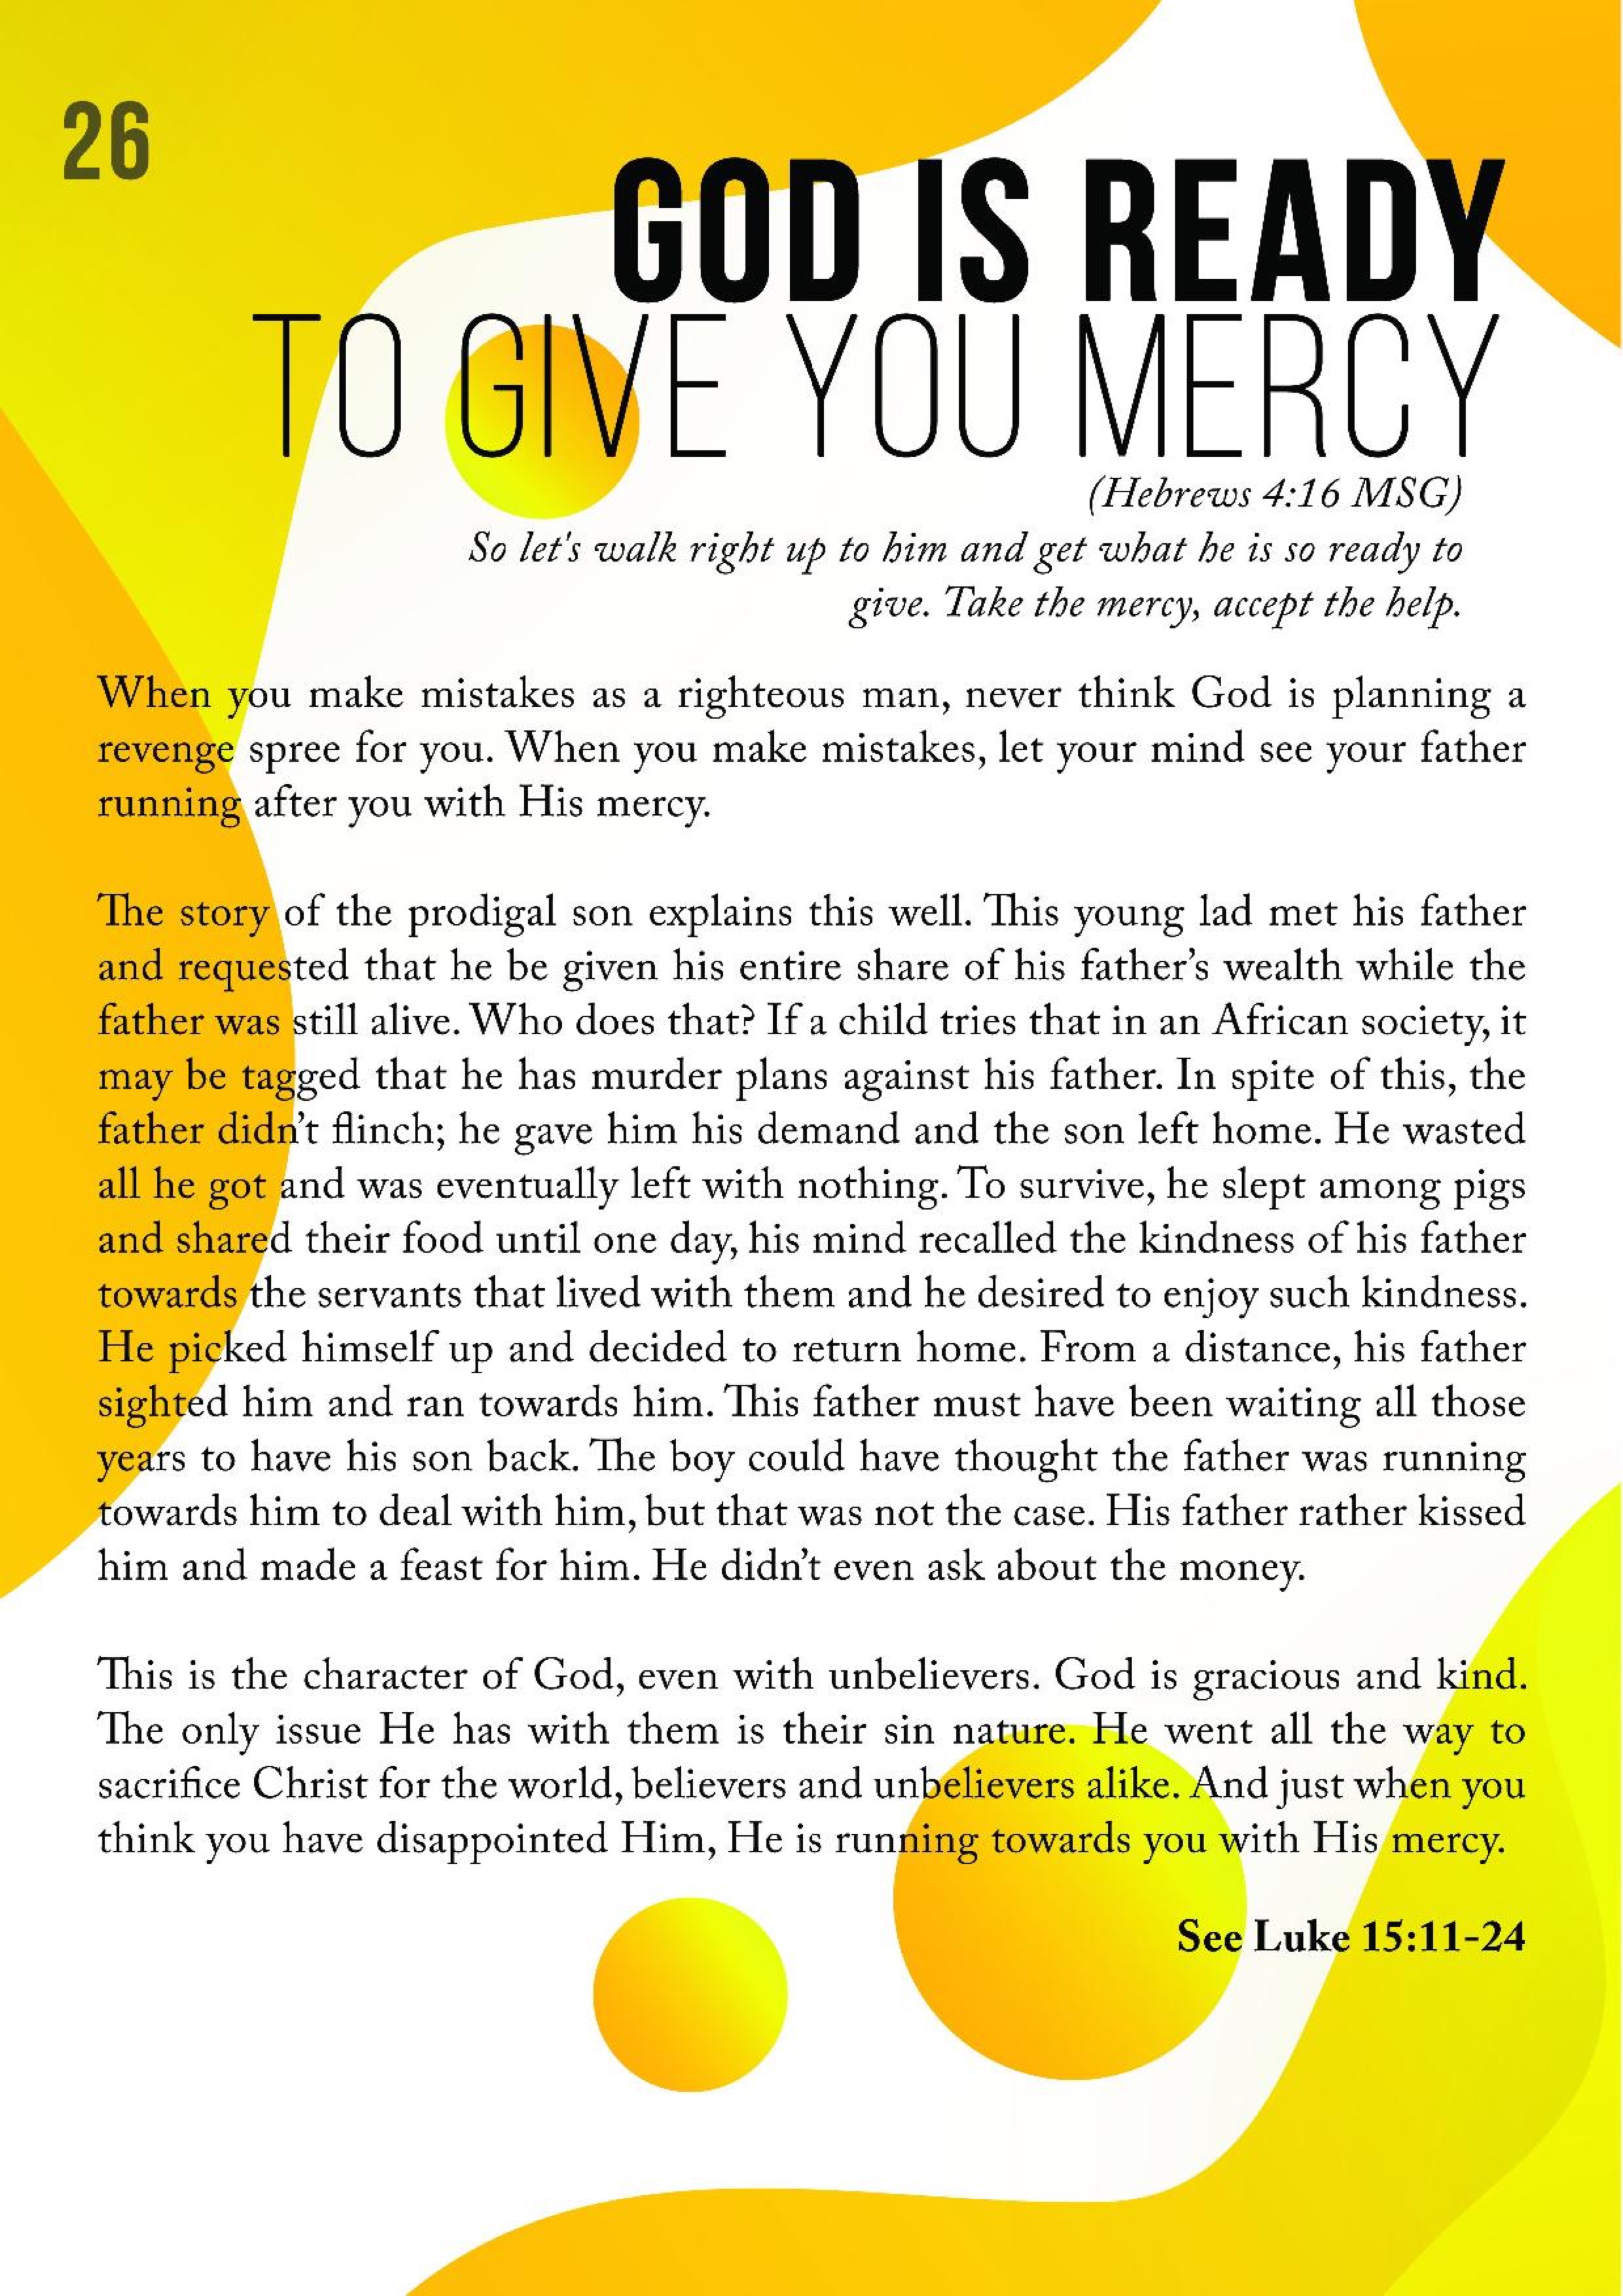 26
GOD IS READY
TO GIVE YOU MERCY
(Hebrews 4:16 MSG)
So let's walk right up to him and get what he is so ready to
give. Take the mercy, accept the help.
When you make mistakes as a righteous man, never think God is planning a
revenge spree for you. When you make mistakes, let your mind see your father
running after you with His mercy.
The story of the prodigal son explains this well. This young lad met his father
and requested that he be given his entire share of his father’s wealth while the
father was still alive. Who does that? If a child tries that in an African society, it
may be tagged that he has murder plans against his father. In spite of this, the
father didn’t flinch; he gave him his demand and the son left home. He wasted
all he got and was eventually left with nothing. To survive, he slept among pigs
and shared their food until one day, his mind recalled the kindness of his father
towards the servants that lived with them and he desired to enjoy such kindness.
He picked himself up and decided to return home. From a distance, his father
sighted him and ran towards him. This father must have been waiting all those
years to have his son back. The boy could have thought the father was running
towards him to deal with him, but that was not the case. His father rather kissed
him and made a feast for him. He didn’t even ask about the money.
This is the character of God, even with unbelievers. God is gracious and kind.
The only issue He has with them is their sin nature. He went all the way to
sacrifice Christ for the world, believers and unbelievers alike. And just when you
think you have disappointed Him, He is running towards you with His mercy.
See Luke 15:11-24